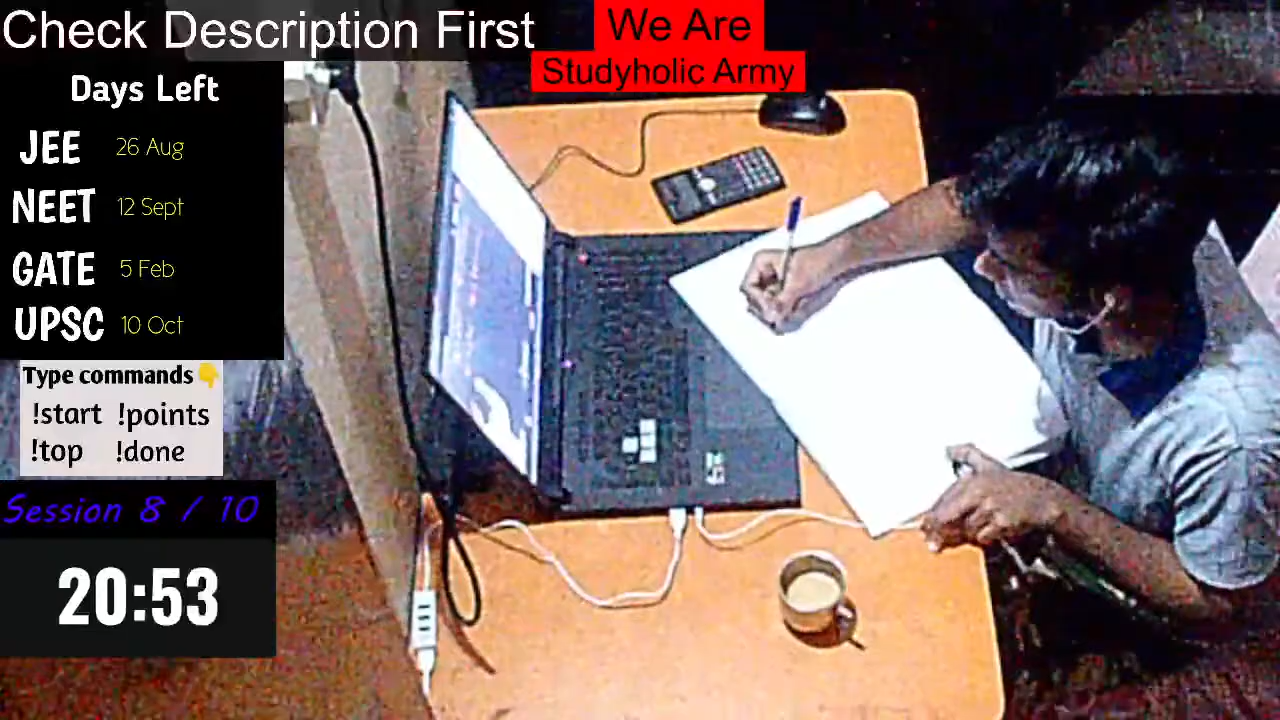 Check Description First
We Are
Studyholic Army
Days Left
JEE 26 Aug
NEET 12 Sept
GATE 5 Feb
UPSC 10 Oct
Type commands👇
!start !points
!top !done
Session 8 / 10
20:53